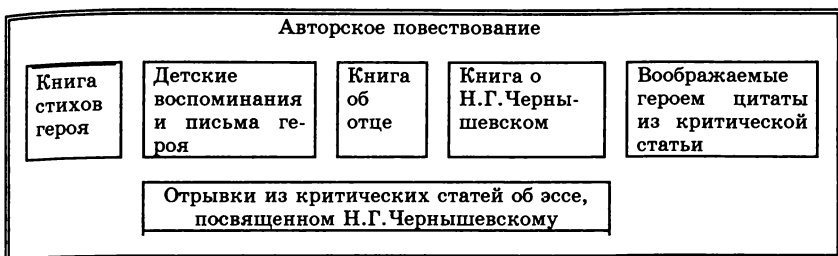 Авторское повествование
Книга
стихов
героя
Детские
воспоминания
и письма ге-
роя
Книга
об
отце
Книга о
Н.Г.Черны-
шевском
Воображаемые
героем цитаты
из критической
статьи
Отрывки из критических статей об эссе,
посвященном Н.Г.Чернышевскому